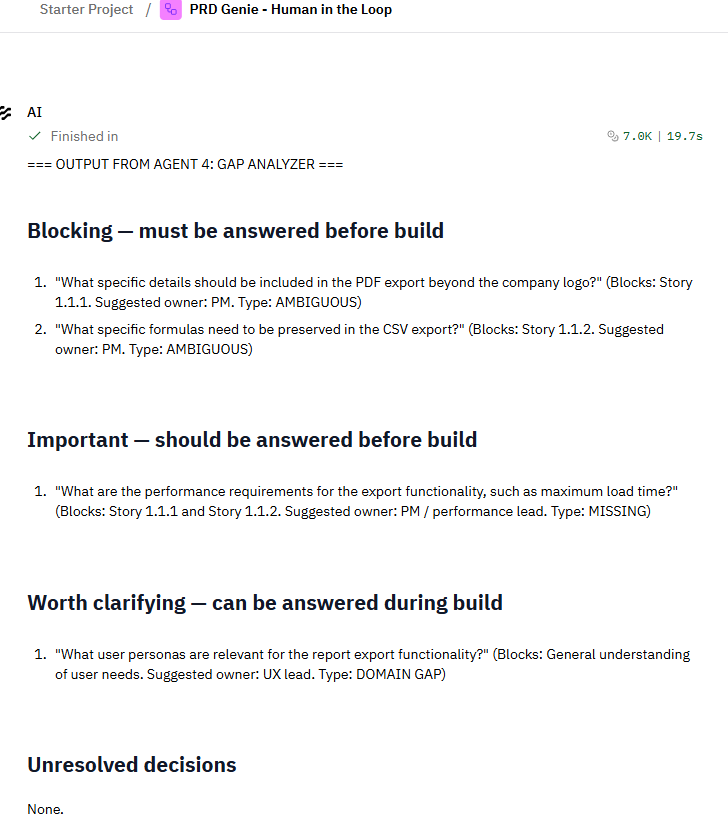 Starter Project / PRD Genie - Human in the Loop
AI
Finished in 7.0K | 19.7s
=== OUTPUT FROM AGENT 4: GAP ANALYZER ===
Blocking — must be answered before build
1. "What specific details should be included in the PDF export beyond the company logo?" (Blocks: Story
1.1.1. Suggested owner: PM. Type: AMBIGUOUS)
2. "What specific formulas need to be preserved in the CSV export?" (Blocks: Story 1.1.2. Suggested
owner: PM. Type: AMBIGUOUS)
Important — should be answered before build
1. "What are the performance requirements for the export functionality, such as maximum load time?"
(Blocks: Story 1.1.1 and Story 1.1.2. Suggested owner: PM / performance lead. Type: MISSING)
Worth clarifying — can be answered during build
1. "What user personas are relevant for the report export functionality?" (Blocks: General understanding
of user needs. Suggested owner: UX lead. Type: DOMAIN GAP)
Unresolved decisions
None.